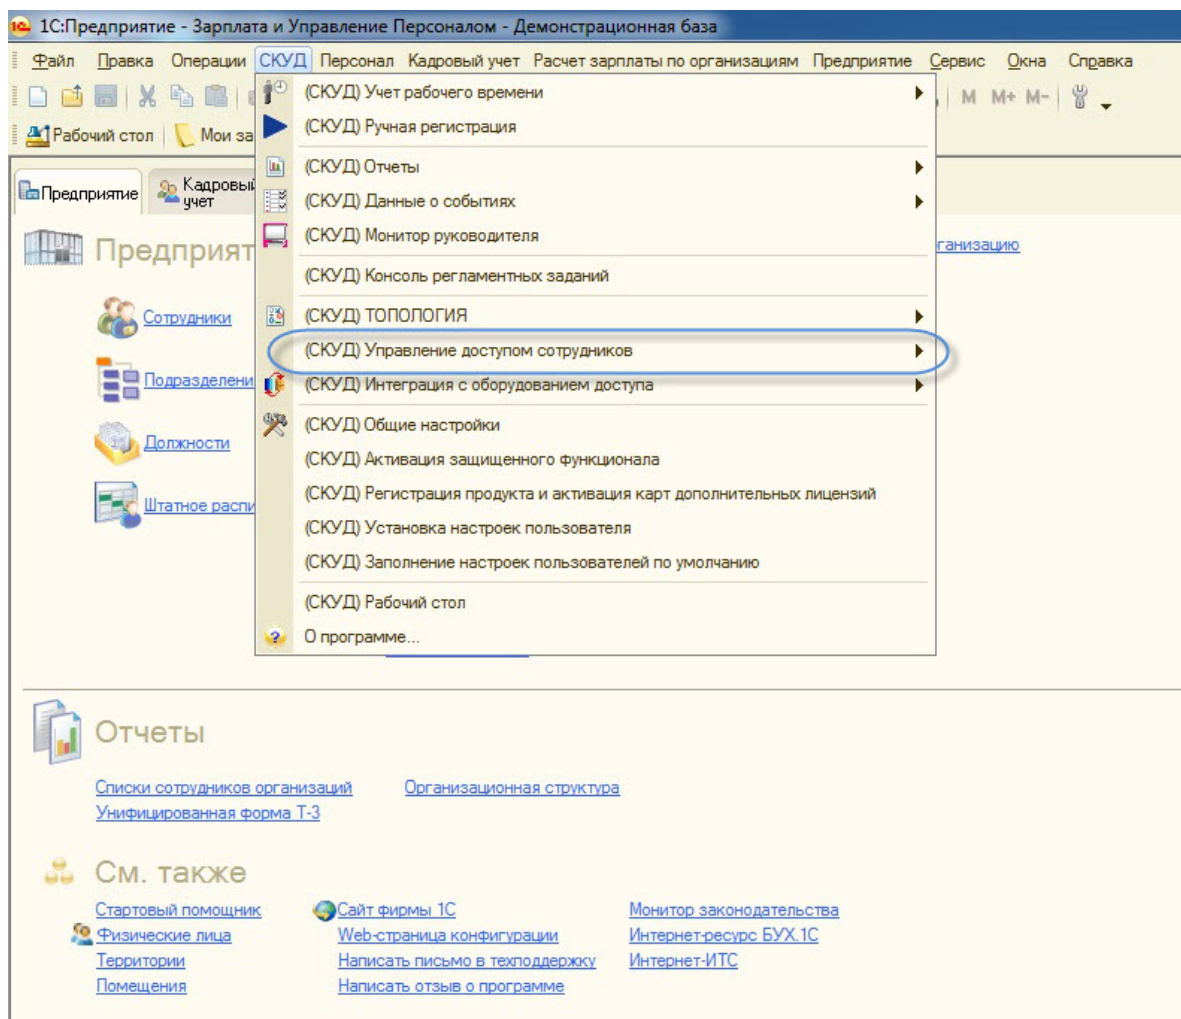 1С:Предприятие - Зарплата и Управление Персоналом - Демонстрационная база
Файл Правка Операции СКУД Персонал Кадровый учет Расчет зарплаты по организациям Предприятие Сервис Окна Справка
(СКУД) Учет рабочего времени
M M+ M-
(СКУД) Ручная регистрация
Рабочий стол Мои за
(СКУД) Отчеты
Предприятие Кадровый учет
(СКУД) Данные о событиях
(СКУД) Монитор руководителя
Предприят
ганизацию
(СКУД) Консоль регламентных заданий
(СКУД) ТОПОЛОГИЯ
Сотрудники
(СКУД) Управление доступом сотрудников
(СКУД) Интеграция с оборудованием доступа
Подразделени
(СКУД) Общие настройки
Должности
(СКУД) Активация защищенного функционала
(СКУД) Регистрация продукта и активация карт дополнительных лицензий
Штатное распи
(СКУД) Установка настроек пользователя
(СКУД) Заполнение настроек пользователей по умолчанию
(СКУД) Рабочий стол
О программе...
Отчеты
Списки сотрудников организаций Организационная структура
Унифицированная форма Т-3
См. также
Стартовый помощник Сайт фирмы 1С Монитор законодательства
Физические лица Web-страница конфигурации Интернет-ресурс БУХ.1С
Территории Написать письмо в техподдержку Интернет-ИТС
Помещения Написать отзыв о программе